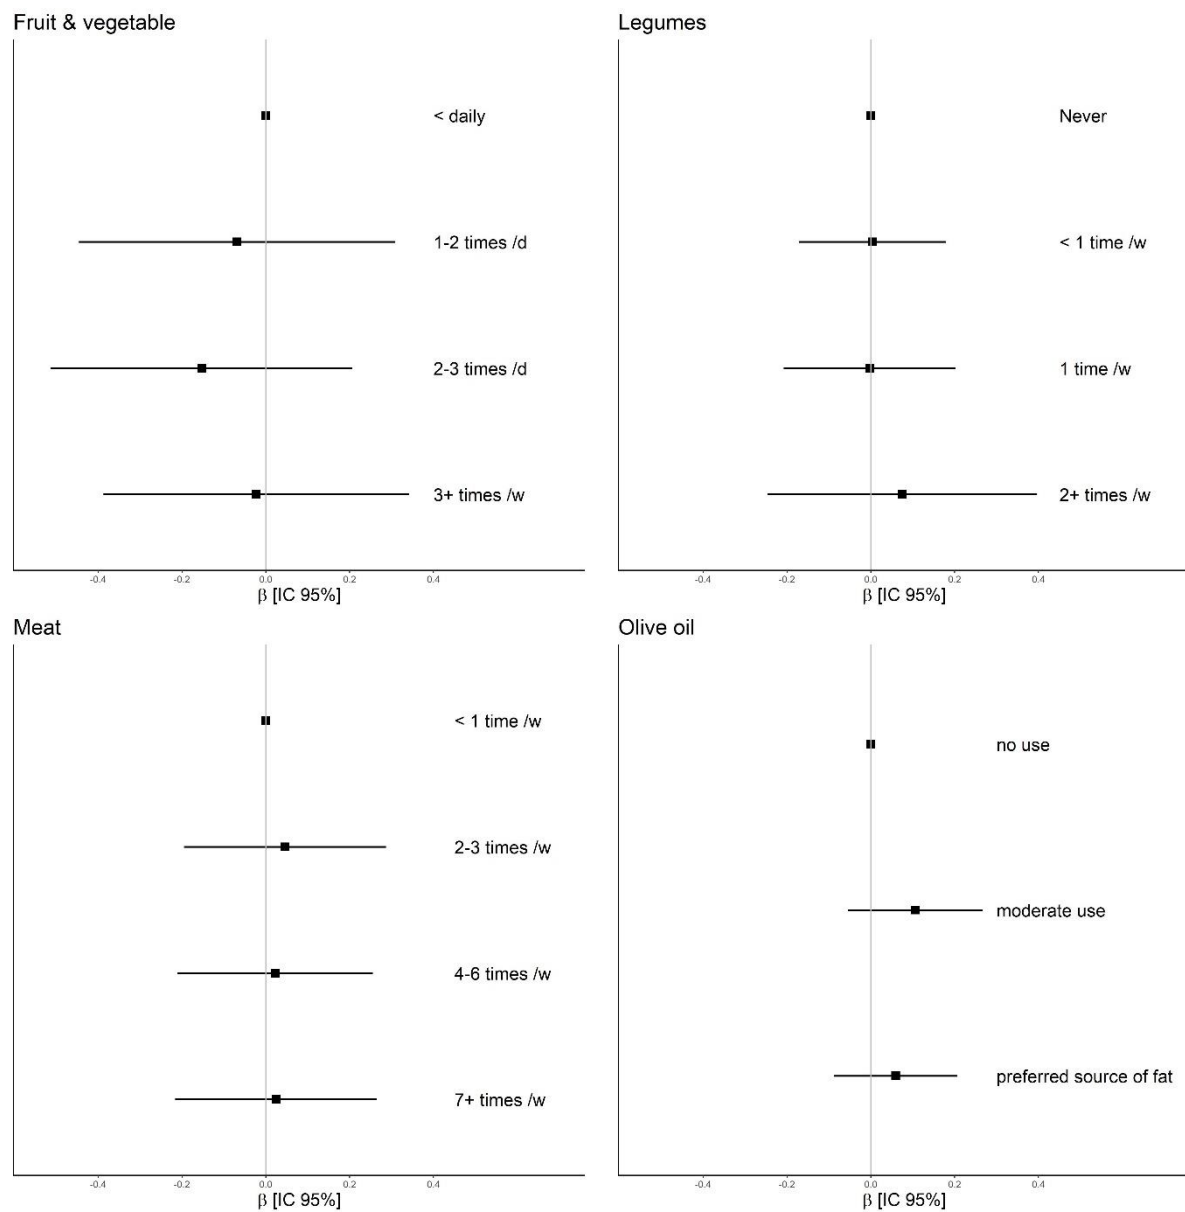 Fruit & vegetable
< daily
1-2 times /d
2-3 times /d
3+ times /w
-0.4 -0.2 0.0 0.2 0.4
β [IC 95%]
Legumes
Never
< 1 time /w
1 time /w
2+ times /w
-0.4 -0.2 0.0 0.2 0.4
β [IC 95%]
Meat
< 1 time /w
2-3 times /w
4-6 times /w
7+ times /w
-0.4 -0.2 0.0 0.2 0.4
β [IC 95%]
Olive oil
no use
moderate use
preferred source of fat
-0.4 -0.2 0.0 0.2 0.4
β [IC 95%]